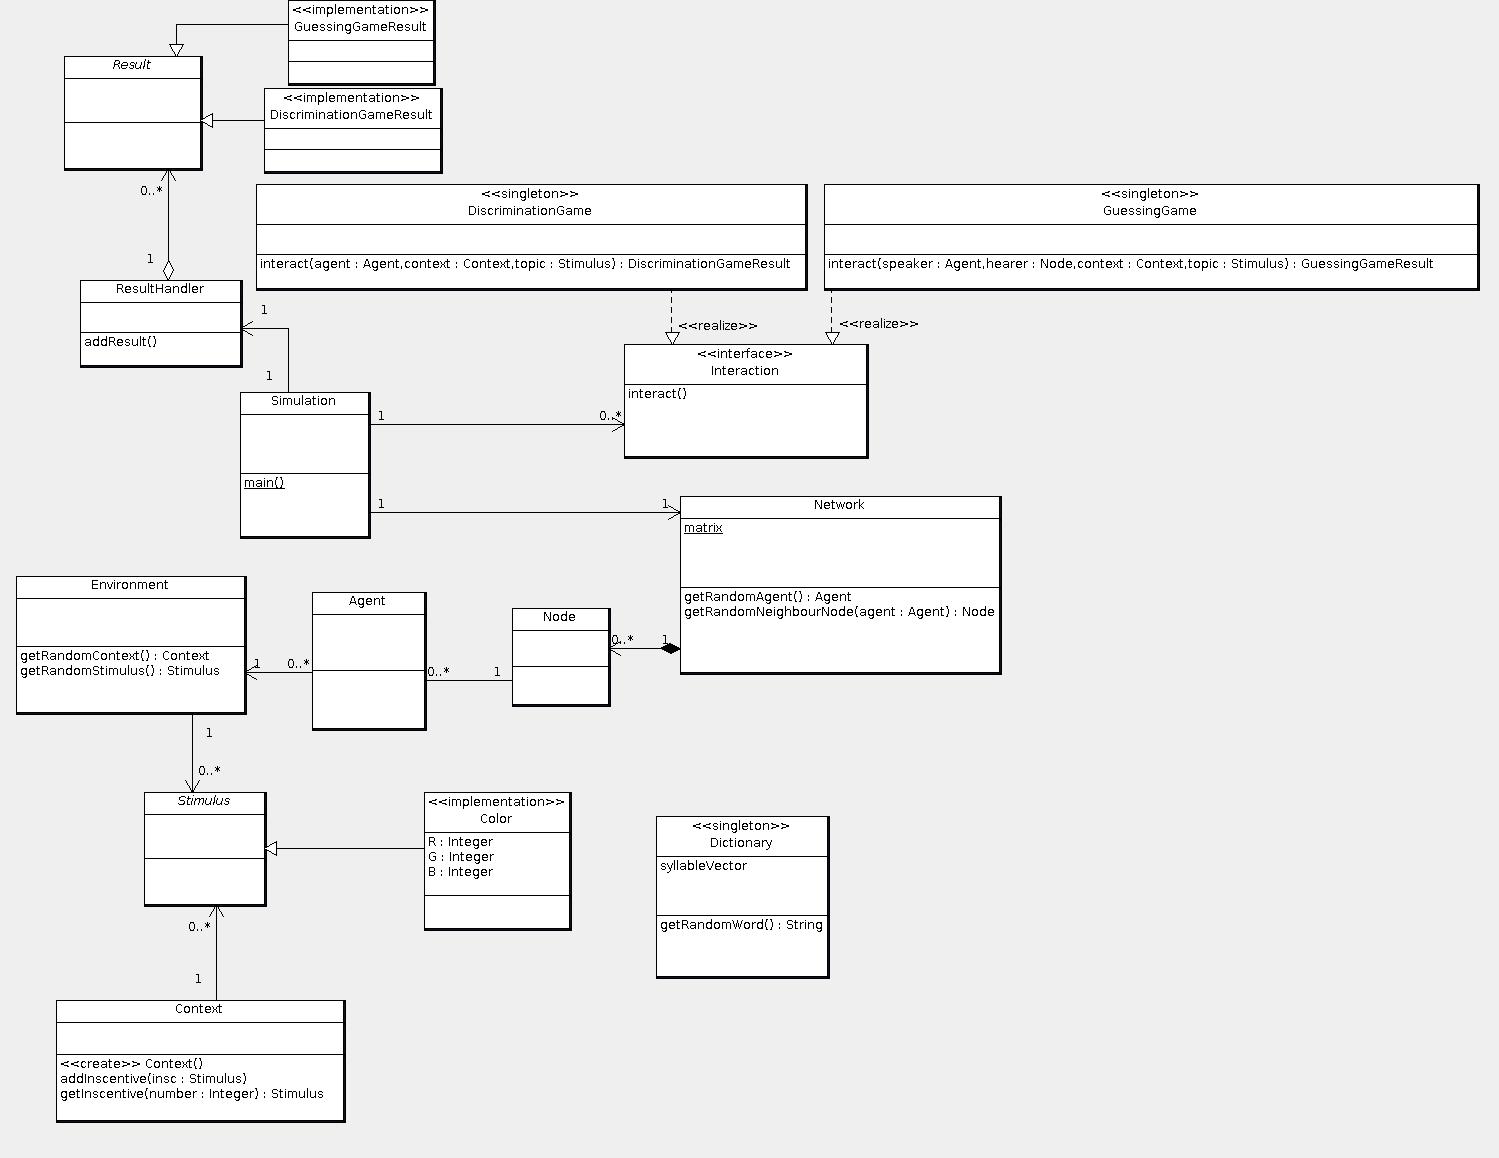 <<implementation>>
GuessingGameResult
Result
<<implementation>>
DiscriminationGameResult
0..*
1
<<singleton>>
DiscriminationGame
interact(agent : Agent,context : Context,topic : Stimulus) : DiscriminationGameResult
<<singleton>>
GuessingGame
interact(speaker : Agent,hearer : Node,context : Context,topic : Stimulus) : GuessingGameResult
ResultHandler
addResult()
1
1
<<realize>>
<<realize>>
<<interface>>
Interaction
interact()
Simulation
main()
1
0..*
1
1
Network
matrix
getRandomAgent() : Agent
getRandomNeighbourNode(agent : Agent) : Node
Environment
getRandomContext() : Context
getRandomStimulus() : Stimulus
1
0..*
Agent
0..*
1
Node
0..*
1
1
0..*
Stimulus
<<implementation>>
Color
R : Integer
G : Integer
B : Integer
<<singleton>>
Dictionary
syllableVector
getRandomWord() : String
0..*
1
Context
<<create>> Context()
addInscentive(insc : Stimulus)
getInscentive(number : Integer) : Stimulus